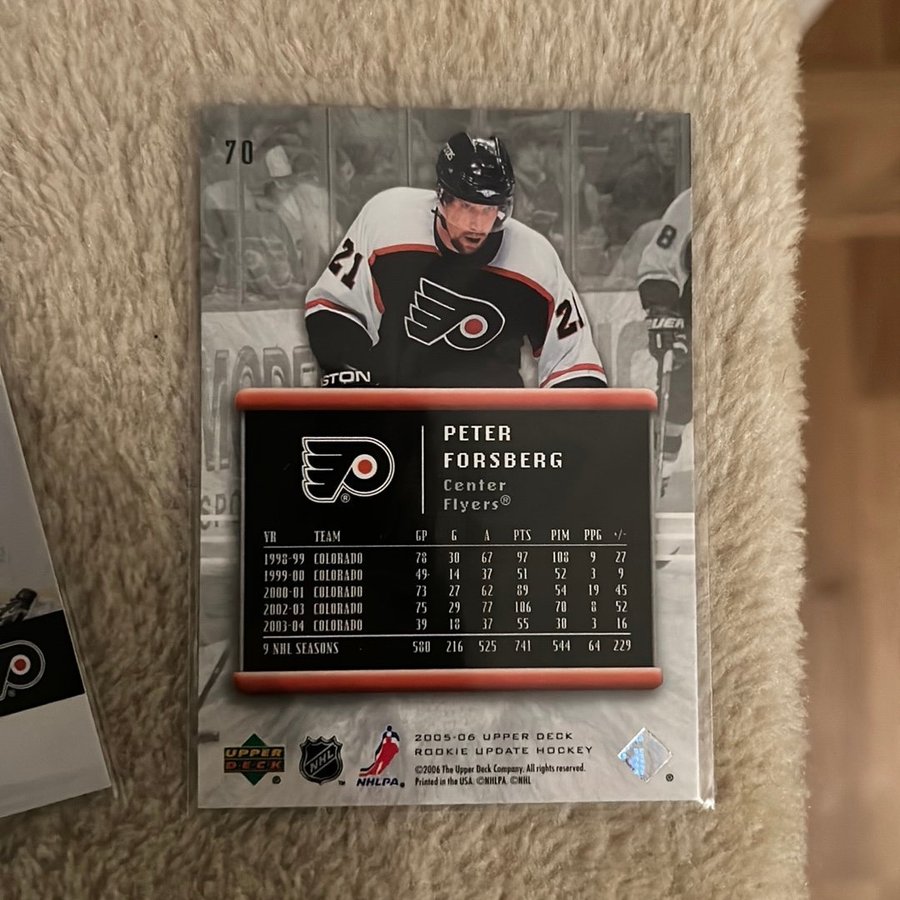 70
21
21
8
STON
PETER
FORSBERG
Center
Flyers®
YR TEAM GP G A PTS PIM PPG +/-
1998-99 COLORADO 78 30 67 97 108 9 27
1999-00 COLORADO 49 14 37 51 52 3 9
2000-01 COLORADO 73 27 62 89 54 19 45
2002-03 COLORADO 75 29 77 106 70 8 52
2003-04 COLORADO 39 18 37 55 30 3 16
9 NHL SEASONS 580 216 525 741 544 64 229
UPPER
DECK
®
NHL
™
NHLPA®
2005-06 UPPER DECK
ROOKIE UPDATE HOCKEY
©2006 The Upper Deck Company. All rights reserved.
Printed in the USA. ©NHLPA. ©NHL
®